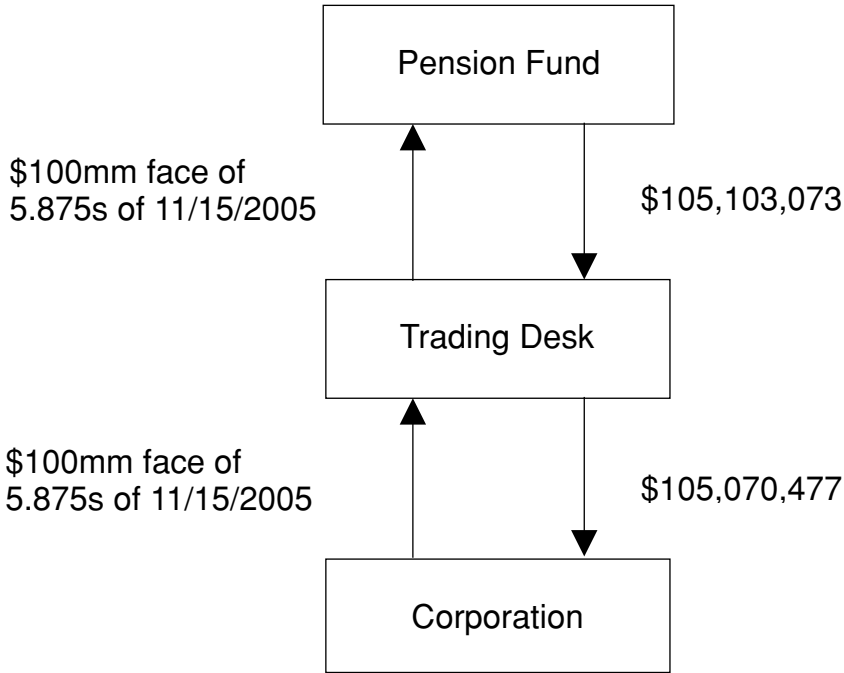 Pension Fund
$100mm face of
5.875s of 11/15/2005
$105,103,073
Trading Desk
$100mm face of
5.875s of 11/15/2005
$105,070,477
Corporation